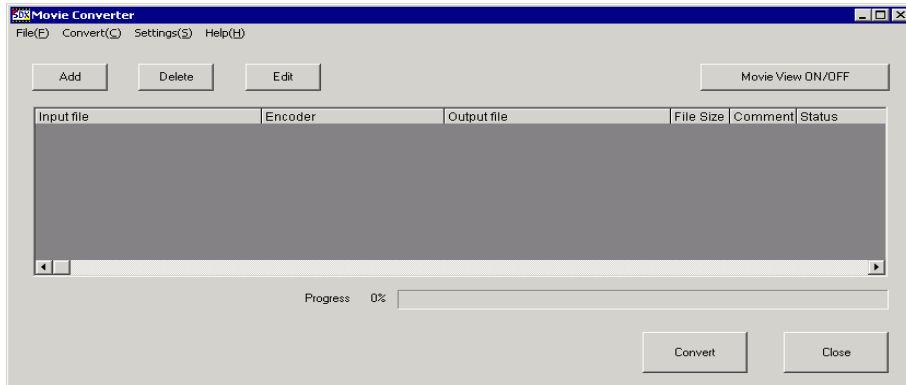 SDX Movie Converter
File(F) Convert(C) Settings(S) Help(H)
Add Delete Edit Movie View ON/OFF
Input file Encoder Output file File Size Comment Status
Progress 0%
Convert Close